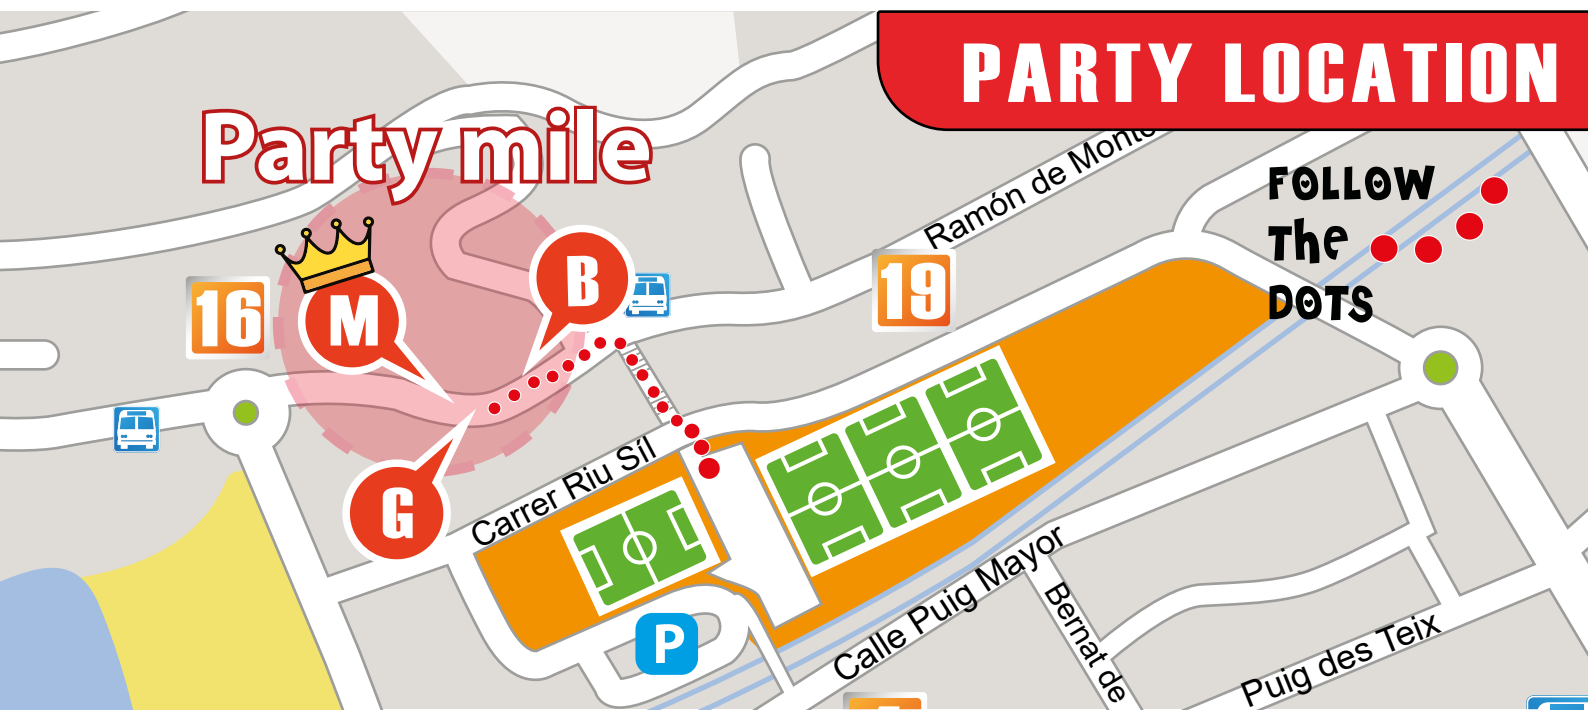 PARTY LOCATION
Party mile
Ramón de Monte
FOLLOW
The
DOTS
16
M
B
19
G
Carrer Riu Síl
P
Calle Puig Mayor
Bernat de
Puig des Teix